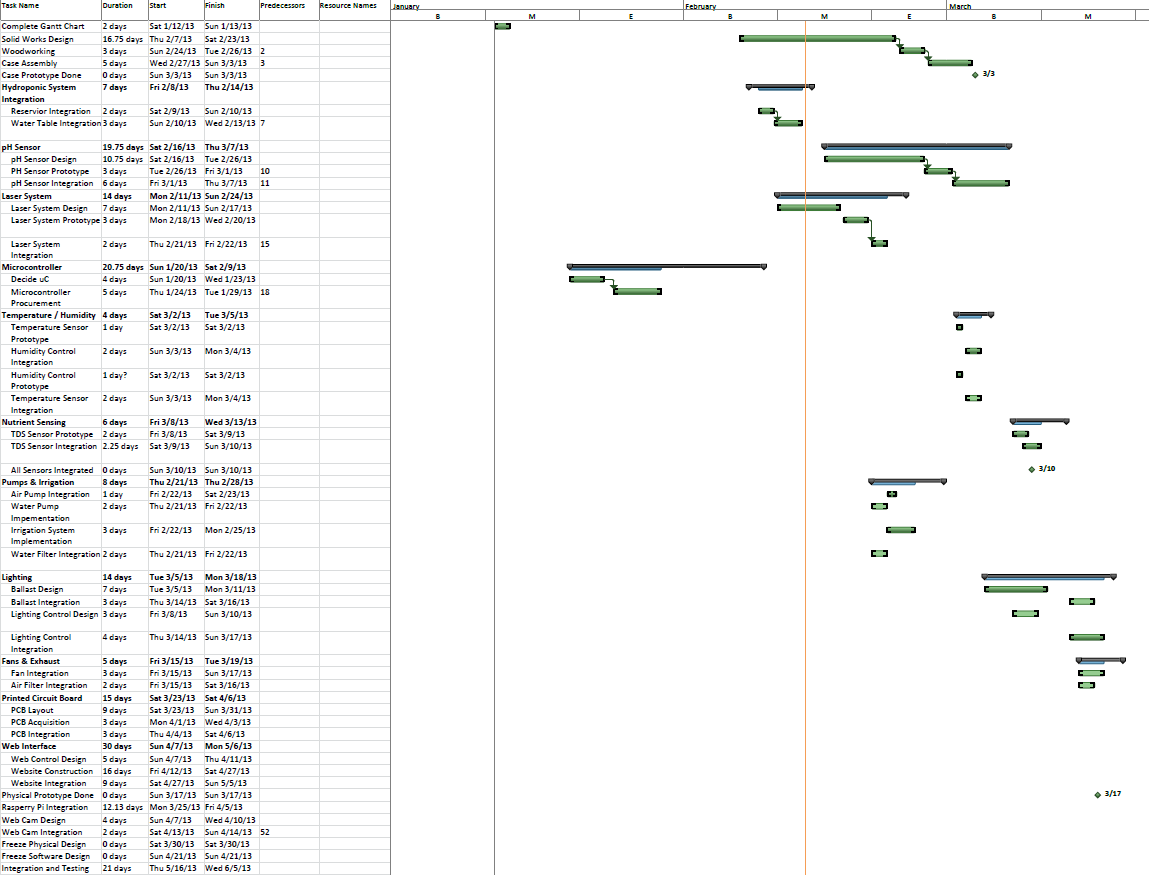 Task Name Duration Start Finish Predecessors Resource Names January February March
B M E B M E B M
Complete Gantt Chart 2 days Sat 1/12/13 Sun 1/13/13
Solid Works Design 16.75 days Thu 2/7/13 Sat 2/23/13
Woodworking 3 days Sun 2/24/13 Tue 2/26/13 2
Case Assembly 5 days Wed 2/27/13 Sun 3/3/13 3
Case Prototype Done 0 days Sun 3/3/13 Sun 3/3/13 3/3
Hydroponic System 7 days Fri 2/8/13 Thu 2/14/13
Integration
Reservior Integration 2 days Sat 2/9/13 Sun 2/10/13
Water Table Integration 3 days Sun 2/10/13 Wed 2/13/13 7
pH Sensor 19.75 days Sat 2/16/13 Thu 3/7/13
pH Sensor Design 10.75 days Sat 2/16/13 Tue 2/26/13
PH Sensor Prototype 3 days Tue 2/26/13 Fri 3/1/13 10
pH Sensor Integration 6 days Fri 3/1/13 Thu 3/7/13 11
Laser System 14 days Mon 2/11/13 Sun 2/24/13
Laser System Design 7 days Mon 2/11/13 Sun 2/17/13
Laser System Prototype 3 days Mon 2/18/13 Wed 2/20/13
Laser System 2 days Thu 2/21/13 Fri 2/22/13 15
Integration
Microcontroller 20.75 days Sun 1/20/13 Sat 2/9/13
Decide uC 4 days Sun 1/20/13 Wed 1/23/13
Microcontroller 5 days Thu 1/24/13 Tue 1/29/13 18
Procurement
Temperature / Humidity 4 days Sat 3/2/13 Tue 3/5/13
Temperature Sensor 1 day Sat 3/2/13 Sat 3/2/13
Prototype
Humidity Control 2 days Sun 3/3/13 Mon 3/4/13
Integration
Humidity Control 1 day? Sat 3/2/13 Sat 3/2/13
Prototype
Temperature Sensor 2 days Sun 3/3/13 Mon 3/4/13
Integration
Nutrient Sensing 6 days Fri 3/8/13 Wed 3/13/13
TDS Sensor Prototype 2 days Fri 3/8/13 Sat 3/9/13
TDS Sensor Integration 2.25 days Sat 3/9/13 Sun 3/10/13
All Sensors Integrated 0 days Sun 3/10/13 Sun 3/10/13 3/10
Pumps & Irrigation 8 days Thu 2/21/13 Thu 2/28/13
Air Pump Integration 1 day Fri 2/22/13 Sat 2/23/13
Water Pump 2 days Thu 2/21/13 Fri 2/22/13
Impementation
Irrigation System 3 days Fri 2/22/13 Mon 2/25/13
Implementation
Water Filter Integration 2 days Thu 2/21/13 Fri 2/22/13
Lighting 14 days Tue 3/5/13 Mon 3/18/13
Ballast Design 7 days Tue 3/5/13 Mon 3/11/13
Ballast Integration 3 days Thu 3/14/13 Sat 3/16/13
Lighting Control Design 3 days Fri 3/8/13 Sun 3/10/13
Lighting Control 4 days Thu 3/14/13 Sun 3/17/13
Integration
Fans & Exhaust 5 days Fri 3/15/13 Tue 3/19/13
Fan Integration 3 days Fri 3/15/13 Sun 3/17/13
Air Filter Integration 2 days Fri 3/15/13 Sat 3/16/13
Printed Circuit Board 15 days Sat 3/23/13 Sat 4/6/13
PCB Layout 9 days Sat 3/23/13 Sun 3/31/13
PCB Acquisition 3 days Mon 4/1/13 Wed 4/3/13
PCB Integration 3 days Thu 4/4/13 Sat 4/6/13
Web Interface 30 days Sun 4/7/13 Mon 5/6/13
Web Control Design 5 days Sun 4/7/13 Thu 4/11/13
Website Construction 16 days Fri 4/12/13 Sat 4/27/13
Website Integration 9 days Sat 4/27/13 Sun 5/5/13
Physical Prototype Done 0 days Sun 3/17/13 Sun 3/17/13 3/17
Rasperry Pi Integration 12.13 days Mon 3/25/13 Fri 4/5/13
Web Cam Design 4 days Sun 4/7/13 Wed 4/10/13
Web Cam Integration 2 days Sat 4/13/13 Sun 4/14/13 52
Freeze Physical Design 0 days Sat 3/30/13 Sat 3/30/13
Freeze Software Design 0 days Sun 4/21/13 Sun 4/21/13
Integration and Testing 21 days Thu 5/16/13 Wed 6/5/13